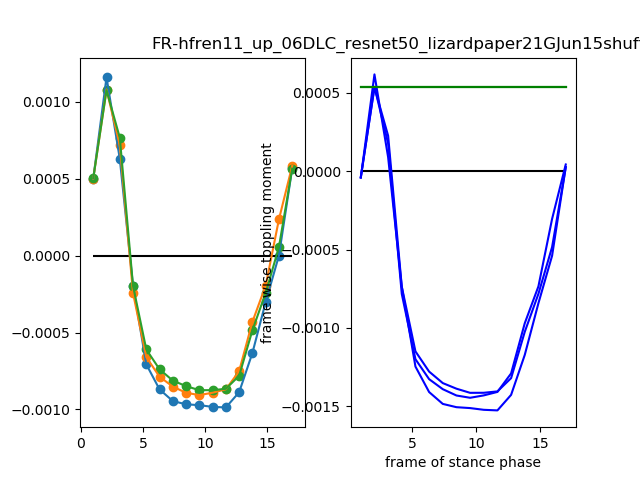 FR-hfren11_up_06DLC_resnet50_lizardpaper21GJun15shuf
0.0010
0.0005
0.0000
−0.0005
−0.0010
0 5 10 15
frame wise toppling moment
0.0005
0.0000
−0.0005
−0.0010
−0.0015
5 10 15
frame of stance phase